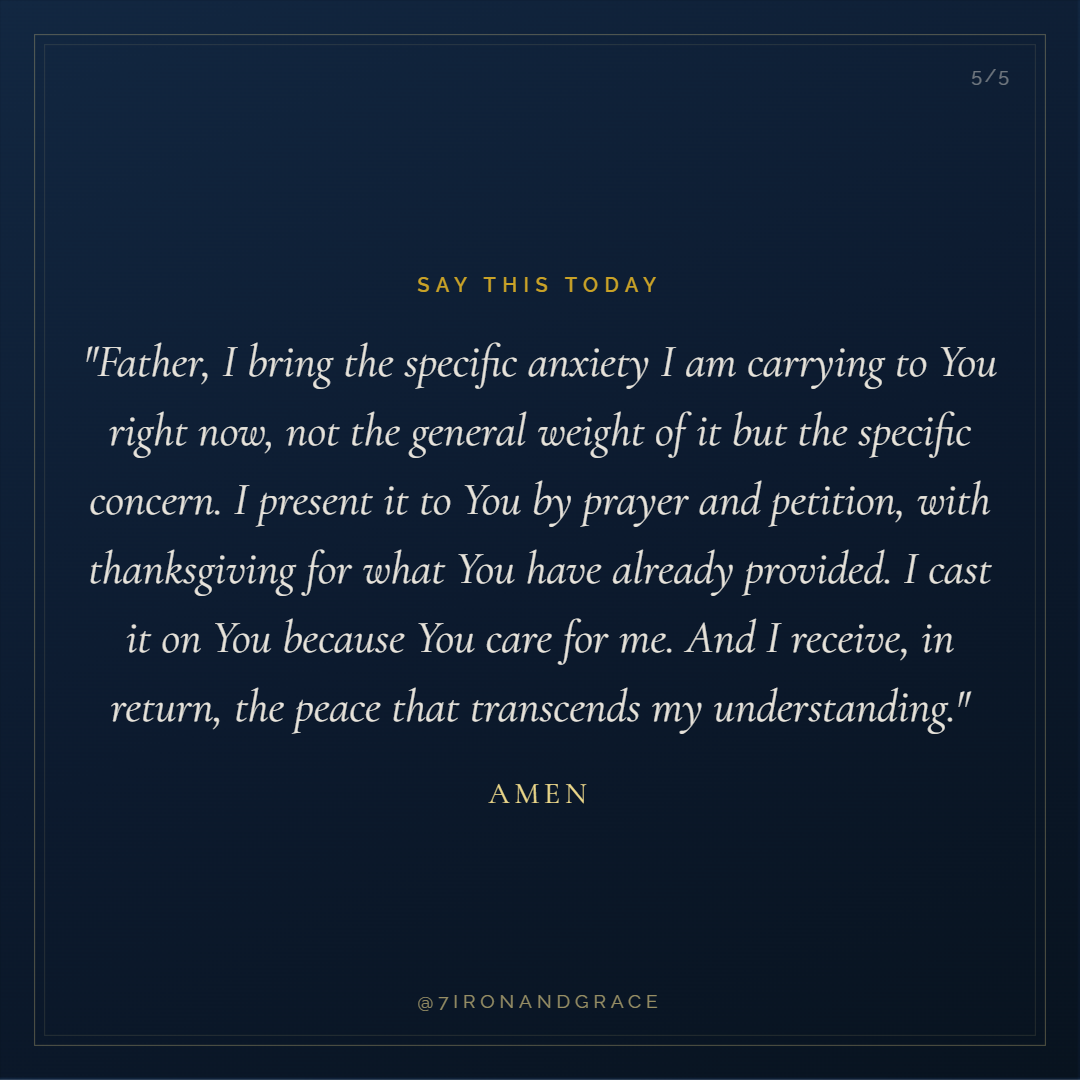 5/5
SAY THIS TODAY
"Father, I bring the specific anxiety I am carrying to You
right now, not the general weight of it but the specific
concern. I present it to You by prayer and petition, with
thanksgiving for what You have already provided. I cast
it on You because You care for me. And I receive, in
return, the peace that transcends my understanding."
AMEN
@7IRONANDGRACE